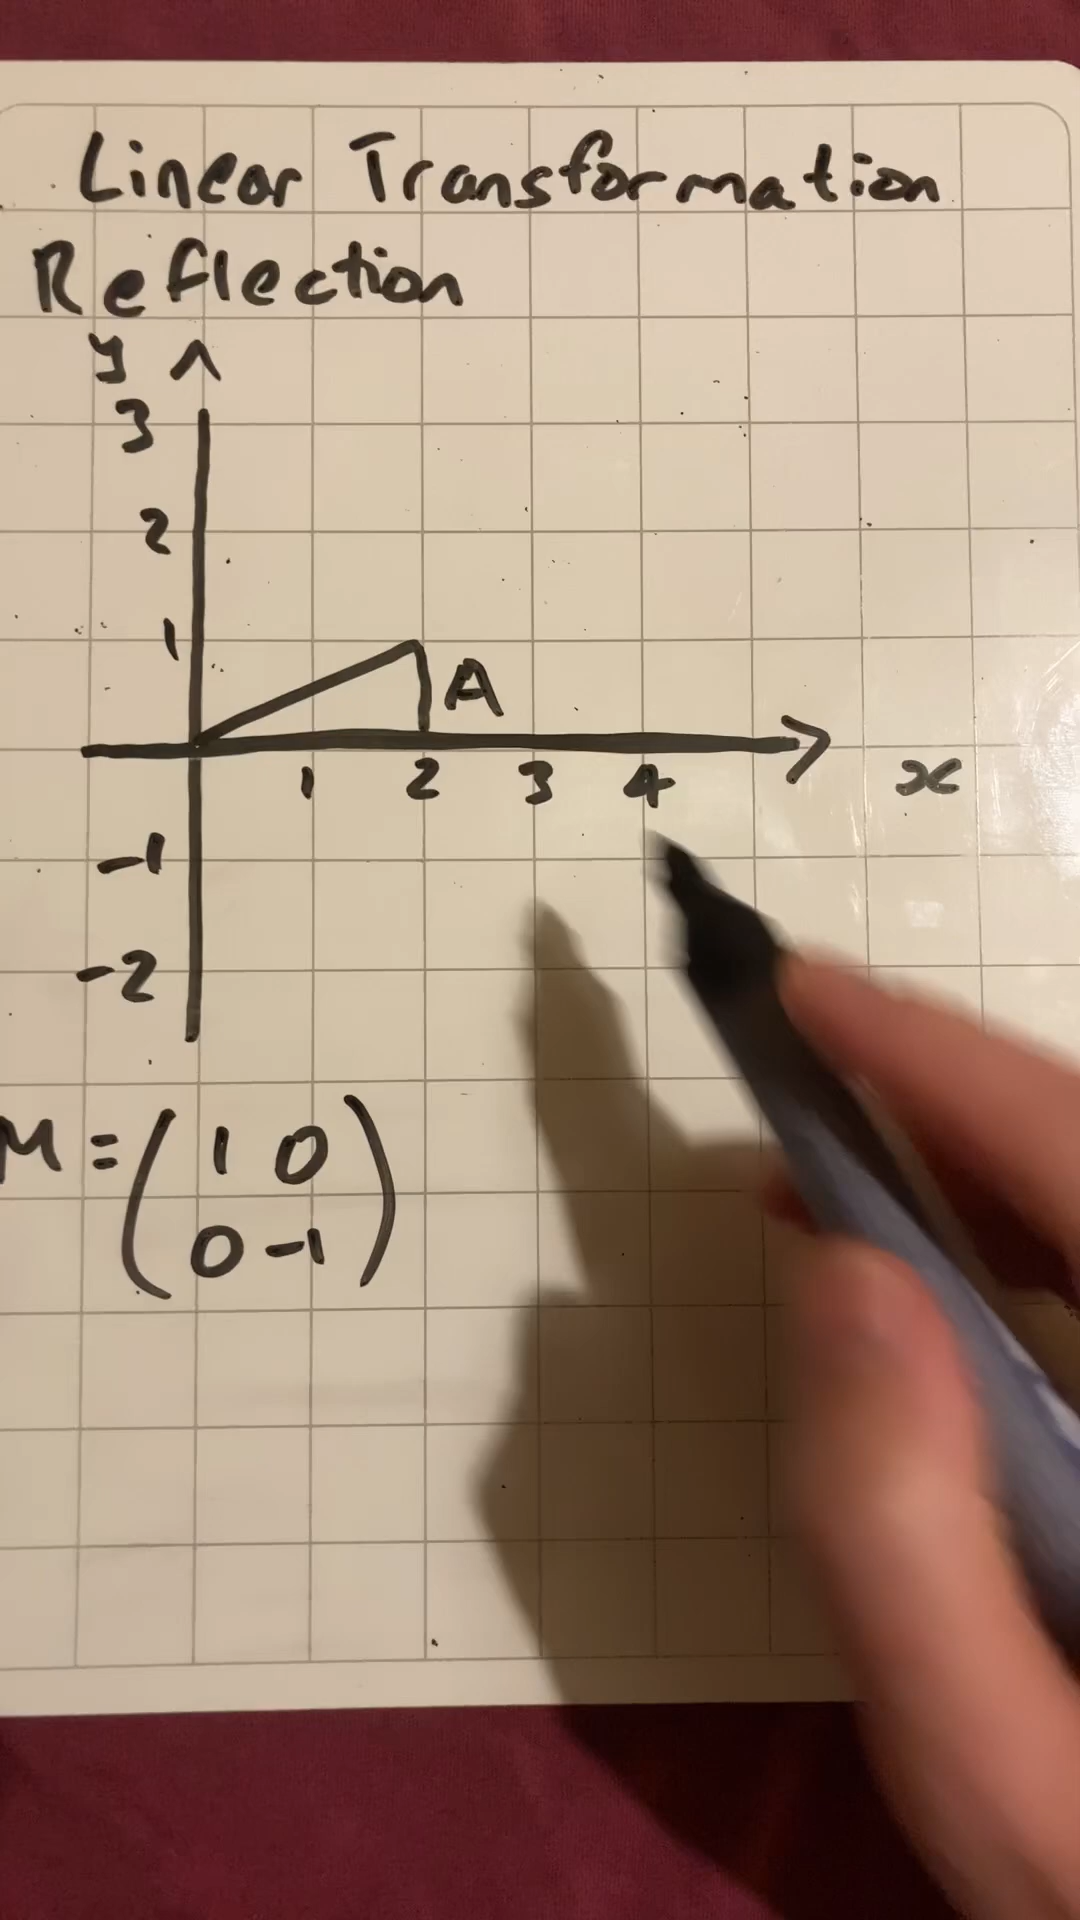 Linear Transformation
Reflection
y
3
2
1
A
1 2 3 4 x
-1
-2
M = ( 1 0
0 -1 )